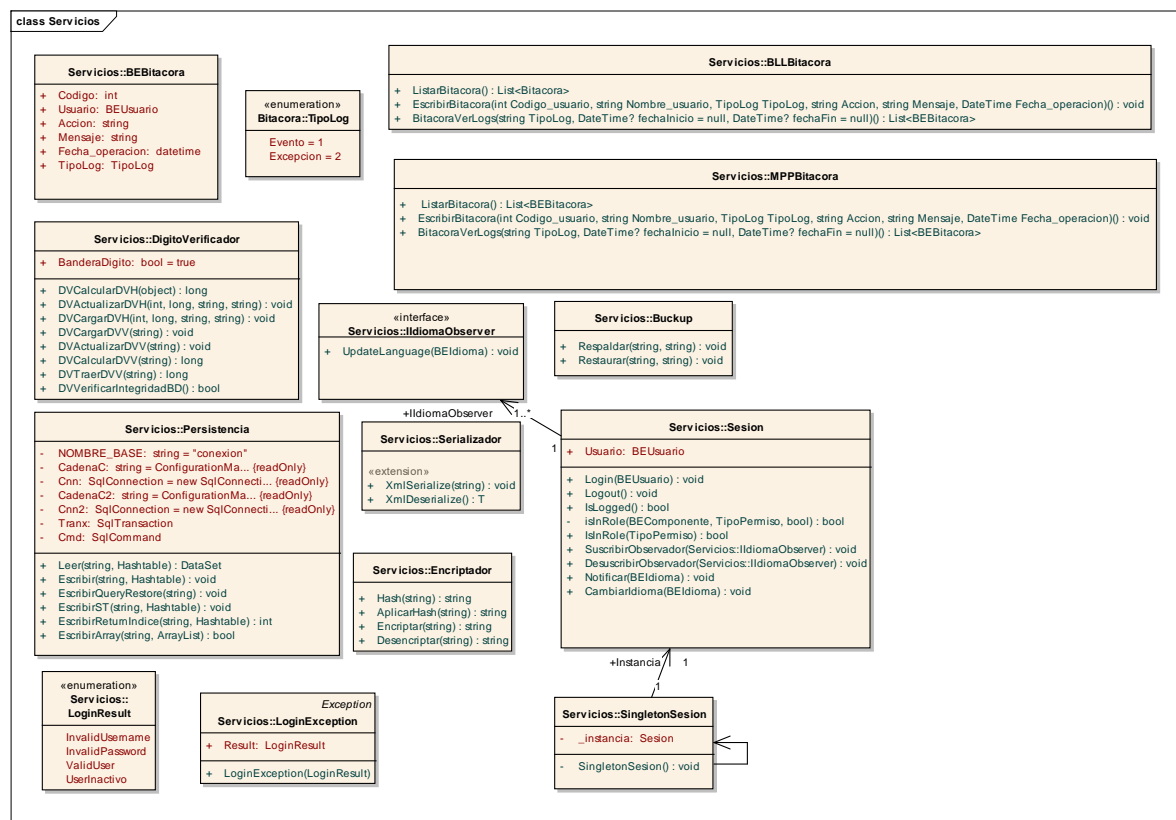 class Servicios
Servicios::BEBitacora
+ Codigo: int
+ Usuario: BEUsuario
+ Accion: string
+ Mensaje: string
+ Fecha_operacion: datetime
+ TipoLog: TipoLog
«enumeration»
Bitacora::TipoLog
Evento = 1
Excepcion = 2
Servicios::BLLBitacora
+ ListarBitacora() : List<Bitacora>
+ EscribirBitacora(int Codigo_usuario, string Nombre_usuario, TipoLog TipoLog, string Accion, string Mensaje, DateTime Fecha_operacion)() : void
+ BitacoraVerLogs(string TipoLog, DateTime? fechaInicio = null, DateTime? fechaFin = null)() : List<BEBitacora>
Servicios::MPPBitacora
+ ListarBitacora() : List<BEBitacora>
+ EscribirBitacora(int Codigo_usuario, string Nombre_usuario, TipoLog TipoLog, string Accion, string Mensaje, DateTime Fecha_operacion)() : void
+ BitacoraVerLogs(string TipoLog, DateTime? fechaInicio = null, DateTime? fechaFin = null)() : List<BEBitacora>
Servicios::DigitoVerificador
+ BanderaDigito: bool = true
+ DVCalcularDVH(object) : long
+ DVActualizarDVH(int, long, string, string) : void
+ DVCargarDVH(int, long, string, string) : void
+ DVCargarDVV(string) : void
+ DVActualizarDVV(string) : void
+ DVCalcularDVV(string) : long
+ DVTraerDVV(string) : long
+ DVVerificarIntegridadBD() : bool
«interface»
Servicios::IIdiomaObserver
+ UpdateLanguage(BEIdioma) : void
Servicios::Buckup
+ Respaldar(string, string) : void
+ Restaurar(string, string) : void
+IIdiomaObserver
1..*
1
Servicios::Persistencia
- NOMBRE_BASE: string = "conexion"
- CadenaC: string = ConfigurationMa... {readOnly}
- Cnn: SqlConnection = new SqlConnecti... {readOnly}
- CadenaC2: string = ConfigurationMa... {readOnly}
- Cnn2: SqlConnection = new SqlConnecti... {readOnly}
- Tranx: SqlTransaction
- Cmd: SqlCommand
+ Leer(string, Hashtable) : DataSet
+ Escribir(string, Hashtable) : void
+ EscribirQueryRestore(string) : void
+ EscribirST(string, Hashtable) : void
+ EscribirReturnIndice(string, Hashtable) : int
+ EscribirArray(string, ArrayList) : bool
Servicios::Serializador
«extension»
+ XmlSerialize(string) : void
+ XmlDeserialize() : T
Servicios::Sesion
+ Usuario: BEUsuario
+ Login(BEUsuario) : void
+ Logout() : void
+ IsLogged() : bool
- isInRole(BEComponente, TipoPermiso, bool) : bool
+ IsInRole(TipoPermiso) : bool
+ SuscribirObservador(Servicios::IIdiomaObserver) : void
+ DesuscribirObservador(Servicios::IIdiomaObserver) : void
+ Notificar(BEIdioma) : void
+ CambiarIdioma(BEIdioma) : void
Servicios::Encriptador
+ Hash(string) : string
+ AplicarHash(string) : string
+ Encriptar(string) : string
+ Desencriptar(string) : string
+Instancia
1
1
«enumeration»
Servicios::
LoginResult
InvalidUsername
InvalidPassword
ValidUser
UserInactivo
Exception
Servicios::LoginException
+ Result: LoginResult
+ LoginException(LoginResult)
Servicios::SingletonSesion
- _instancia: Sesion
- SingletonSesion() : void